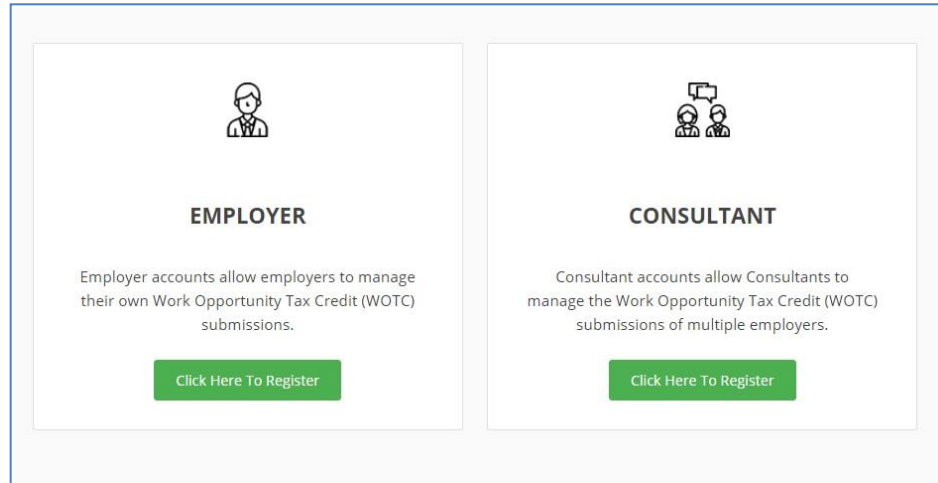 EMPLOYER
Employer accounts allow employers to manage
their own Work Opportunity Tax Credit (WOTC)
submissions.
Click Here To Register
CONSULTANT
Consultant accounts allow Consultants to
manage the Work Opportunity Tax Credit (WOTC)
submissions of multiple employers.
Click Here To Register